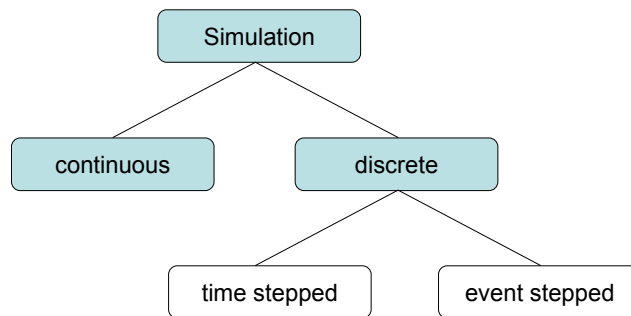 Simulation
continuous
discrete
time stepped
event stepped